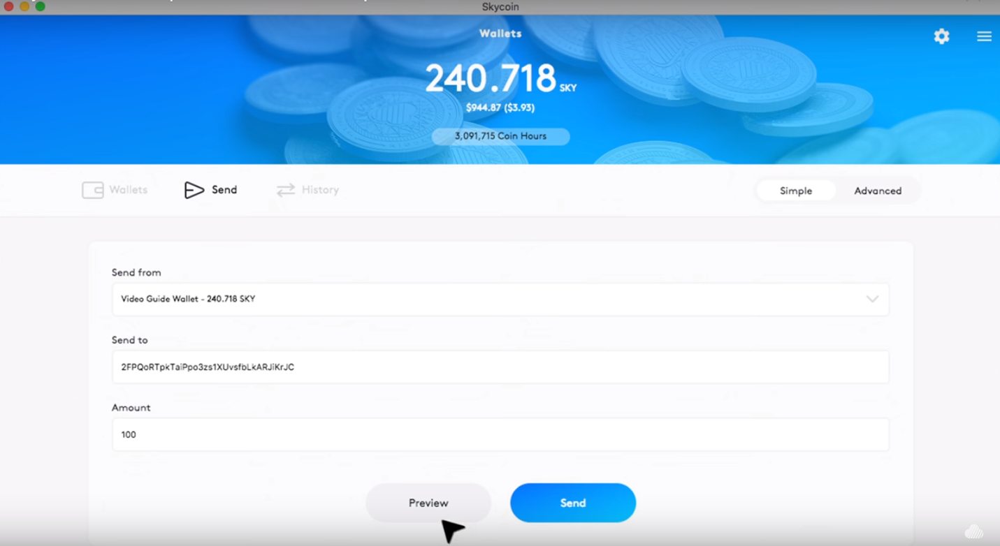 Skycoin
Wallets
240.718 SKY
$944.87 ($3.93)
3,091,715 Coin Hours
Wallets Send History Simple Advanced
Send from
Video Guide Wallet - 240.718 SKY
Send to
2FPQoRTpkTaiPpo3zs1XUvsfbLkARJiKrJC
Amount
100
Preview Send